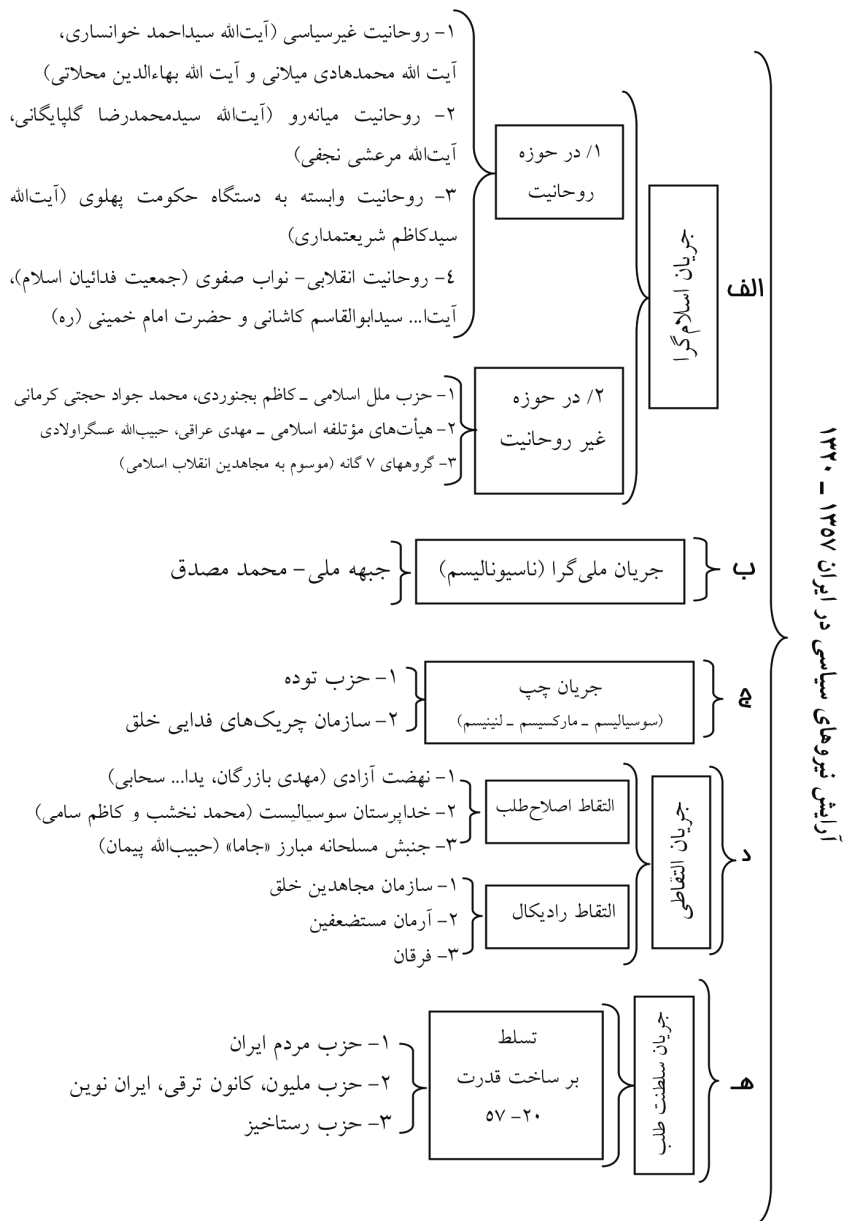 آرایش نیروهای سیاسی در ایران ۱۳۵۷ ـ ۱۳۲۰
الف
جریان اسلام‌گرا
۱/ در حوزه
روحانیت
۱- روحانیت غیرسیاسی (آیت‌الله سیداحمد خوانساری،
آیت الله محمدهادی میلانی و آیت الله بهاءالدین محلاتی)
۲- روحانیت میانه‌رو (آیت‌الله سیدمحمدرضا گلپایگانی،
آیت‌الله مرعشی نجفی)
۳- روحانیت وابسته به دستگاه حکومت پهلوی (آیت‌الله
سیدکاظم شریعتمداری)
٤- روحانیت انقلابی- نواب صفوی (جمعیت فدائیان اسلام)،
آیت‌ا... سیدابوالقاسم کاشانی و حضرت امام خمینی (ره)
۲/ در حوزه
غیر روحانیت
۱- حزب ملل اسلامی ـ کاظم بجنوردی، محمد جواد حجتی کرمانی
۲- هیأت‌های مؤتلفه اسلامی ـ مهدی عراقی، حبیب‌الله عسگراولادی
۳- گروههای ۷ گانه (موسوم به مجاهدین انقلاب اسلامی)
ب
جریان ملی‌گرا (ناسیونالیسم)
جبهه ملی- محمد مصدق
ج
جریان چپ
(سوسیالیسم ـ مارکسیسم ـ لنینیسم)
۱- حزب توده
۲- سازمان چریک‌های فدایی خلق
د
جریان التقاطی
التقاط اصلاح‌طلب
۱- نهضت آزادی (مهدی بازرگان، یدا... سحابی)
۲- خداپرستان سوسیالیست (محمد نخشب و کاظم سامی)
۳- جنبش مسلحانه مبارز «جاما» (حبیب‌الله پیمان)
التقاط رادیکال
۱- سازمان مجاهدین خلق
۲- آرمان مستضعفین
۳- فرقان
هـ
جریان سلطنت طلب
تسلط
بر ساخت قدرت
۲۰- ۵۷
۱- حزب مردم ایران
۲- حزب ملیون، کانون ترقی، ایران نوین
۳- حزب رستاخیز